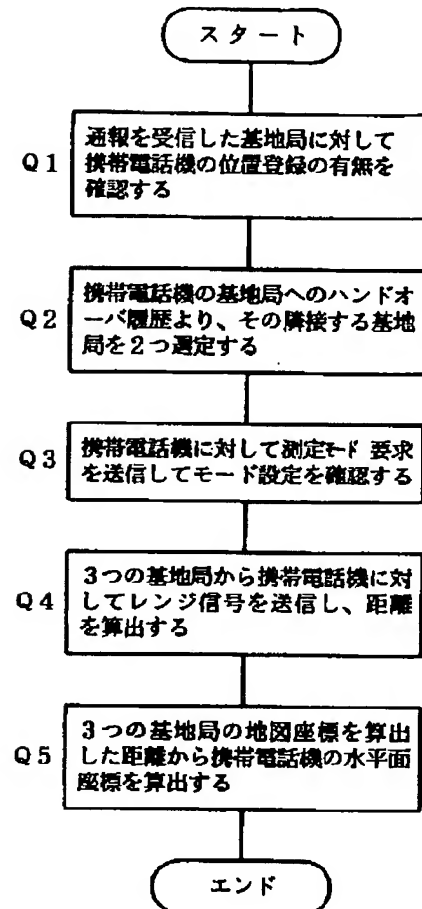 スタート
Q1
通報を受信した基地局に対して
携帯電話機の位置登録の有無を
確認する
Q2
携帯電話機の基地局へのハンドオ
ーバ履歴より、その隣接する基地
局を2つ選定する
Q3
携帯電話機に対して測定モード 要求
を送信してモード設定を確認する
Q4
3つの基地局から携帯電話機に対
してレンジ信号を送信し、距離
を算出する
Q5
3つの基地局の地図座標を算出
した距離から携帯電話機の水平面
座標を算出する
エンド